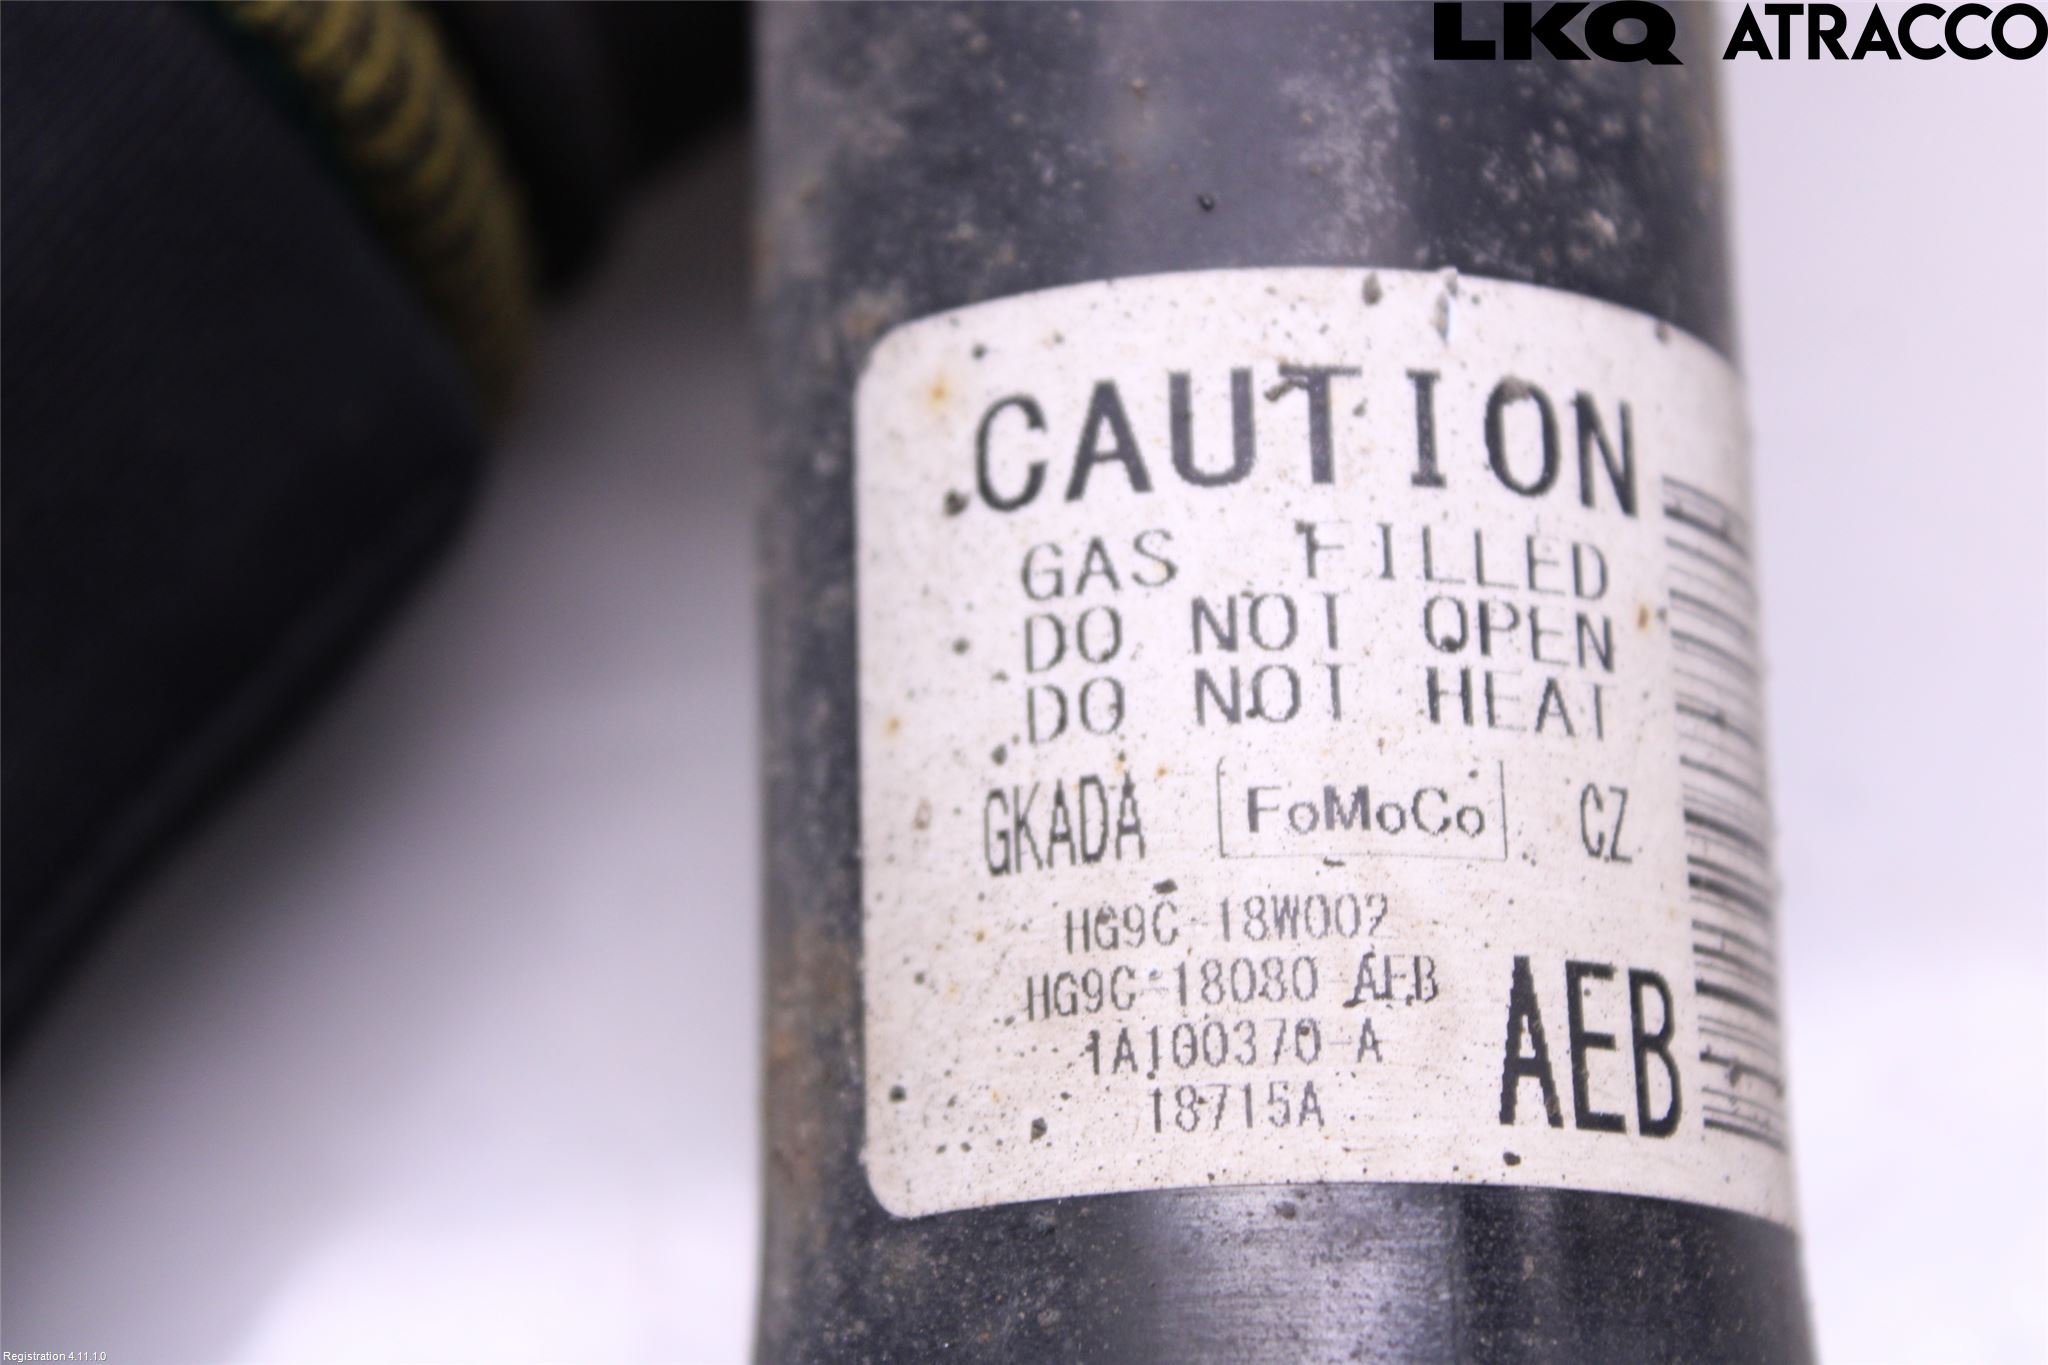 LKQ ATRACCO
CAUTION
GAS FILLED
DO NOT OPEN
DO NOT HEAT
GKADA FoMoCo CZ
HG9C-18W002
HG9C-18080-AEB
1A100370-A
AEB
18715A
Registration 4.11.1.0